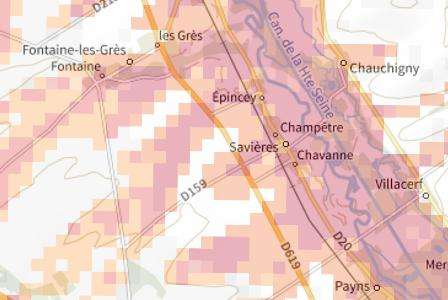 Can.de la Hte Seine
les Grès
Fontaine-les-Grès
Fontaine
Chauchigny
Épincey
Champêtre
Savières
Chavanne
D159
Villacerf
D20
D619
Payns